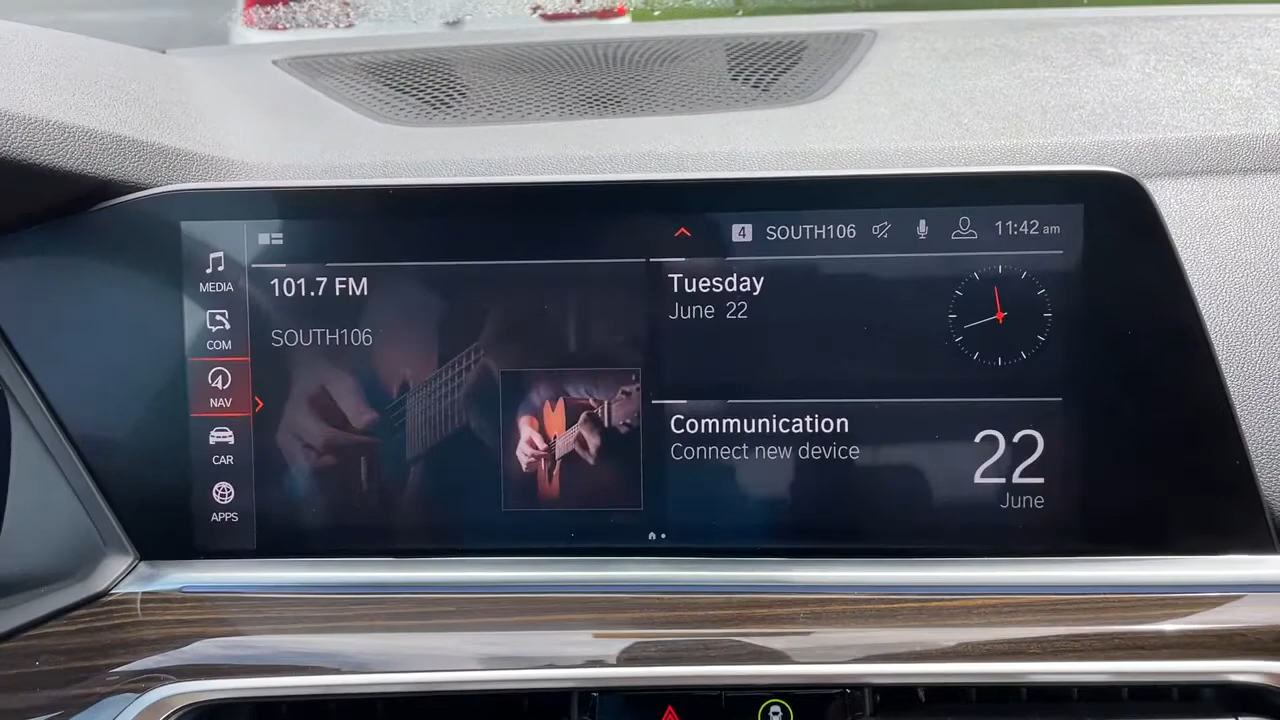 4 SOUTH106 11:42 am
MEDIA
COM
NAV
CAR
APPS
101.7 FM
SOUTH106
Tuesday
June 22
Communication
Connect new device
22
June